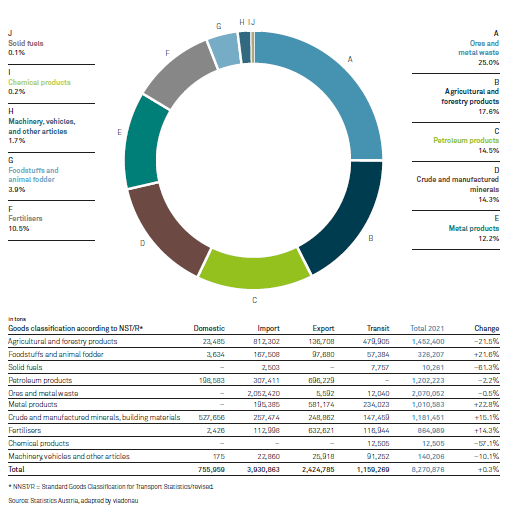 J
Solid fuels
0.1%
I
Chemical products
0.2%
H
Machinery, vehicles,
and other articles
1.7%
G
Foodstuffs and
animal fodder
3.9%
F
Fertilisers
10.5%
A
B
C
D
E
F
G
H I J
A
Ores and
metal waste
25.0%
B
Agricultural and
forestry products
17.6%
C
Petroleum products
14.5%
D
Crude and manufactured
minerals
14.3%
E
Metal products
12.2%
in tons
Goods classification according to NST/R* Domestic Import Export Transit Total 2021 Change
Agricultural and forestry products 23,485 812,302 136,708 479,905 1,452,400 −21.5%
Foodstuffs and animal fodder 3,634 167,508 97,680 57,384 326,207 +21.6%
Solid fuels – 2,503 – 7,757 10,261 −61.3%
Petroleum products 198,583 307,411 696,229 – 1,202,223 −2.2%
Ores and metal waste – 2,052,420 5,592 12,040 2,070,052 −0.5%
Metal products – 195,385 581,174 234,023 1,010,583 +22.8%
Crude and manufactured minerals, building materials 527,656 257,474 248,862 147,459 1,181,451 +15.1%
Fertilisers 2,426 112,998 632,621 116,944 864,989 +14.3%
Chemical products – – – 12,505 12,505 −57.1%
Machinery, vehicles and other articles 175 22,860 25,918 91,252 140,206 −10.1%
Total 755,959 3,930,863 2,424,785 1,159,269 8,270,876 +0.3%
* NNST/R = Standard Goods Classification for Transport Statistics/revised.
Source: Statistics Austria, adapted by viadonau